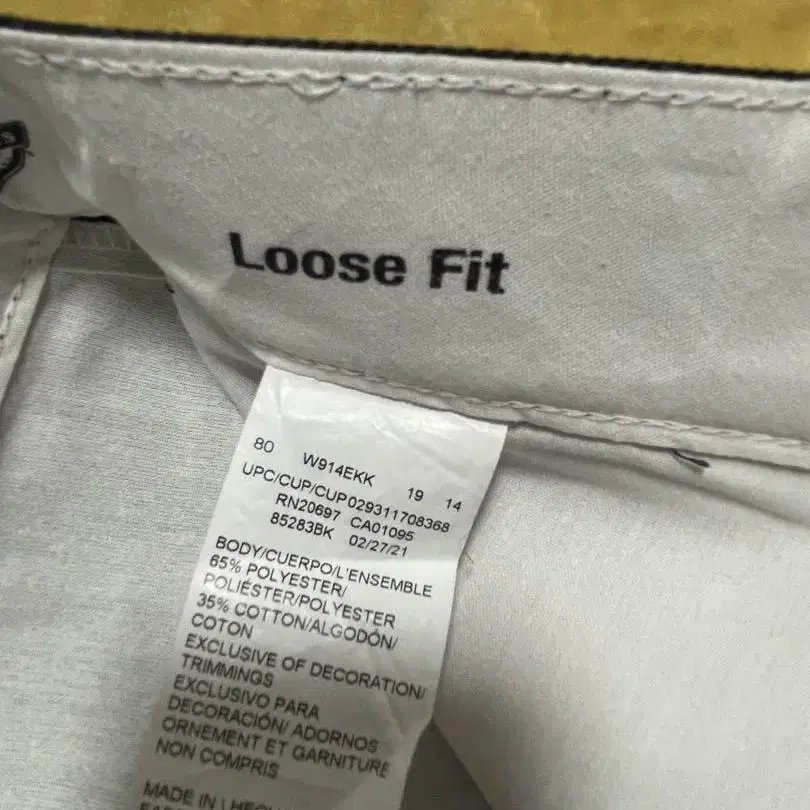 Loose Fit
80 W914EKK 19 14
UPC/CUP/CUP029311708368
RN20697 CA01095
85283BK 02/27/21
BODY/CUERPO/L'ENSEMBLE
65% POLYESTER/
POLIÉSTER/POLYESTER
35% COTTON/ALGODÓN/
COTON
EXCLUSIVE OF DECORATION/
TRIMMINGS
EXCLUSIVO PARA
DECORACIÓN/ ADORNOS
ORNEMENT ET GARNITURE
NON COMPRIS
MADE IN \ HECHO